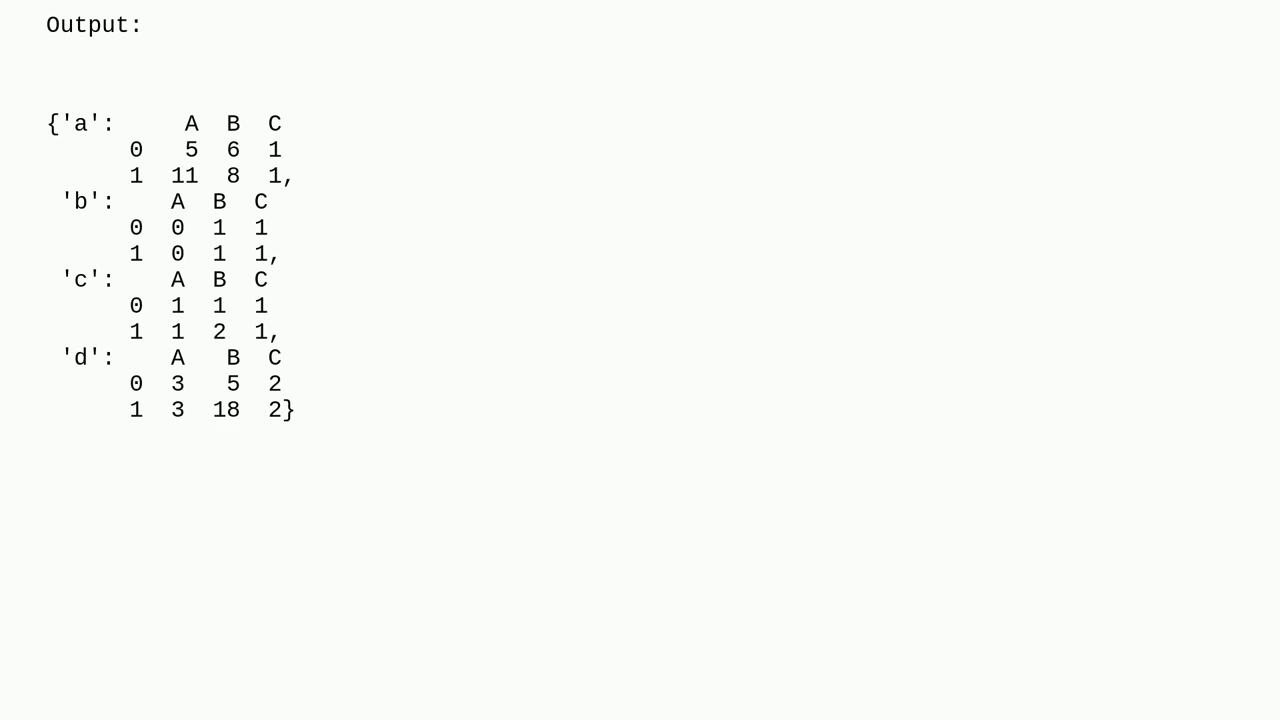 Output:
{'a':     A  B  C
      0   5  6  1
      1  11  8  1,
 'b':    A  B  C
      0  0  1  1
      1  0  1  1,
 'c':    A  B  C
      0  1  1  1
      1  1  2  1,
 'd':    A   B  C
      0  3   5  2
      1  3  18  2}